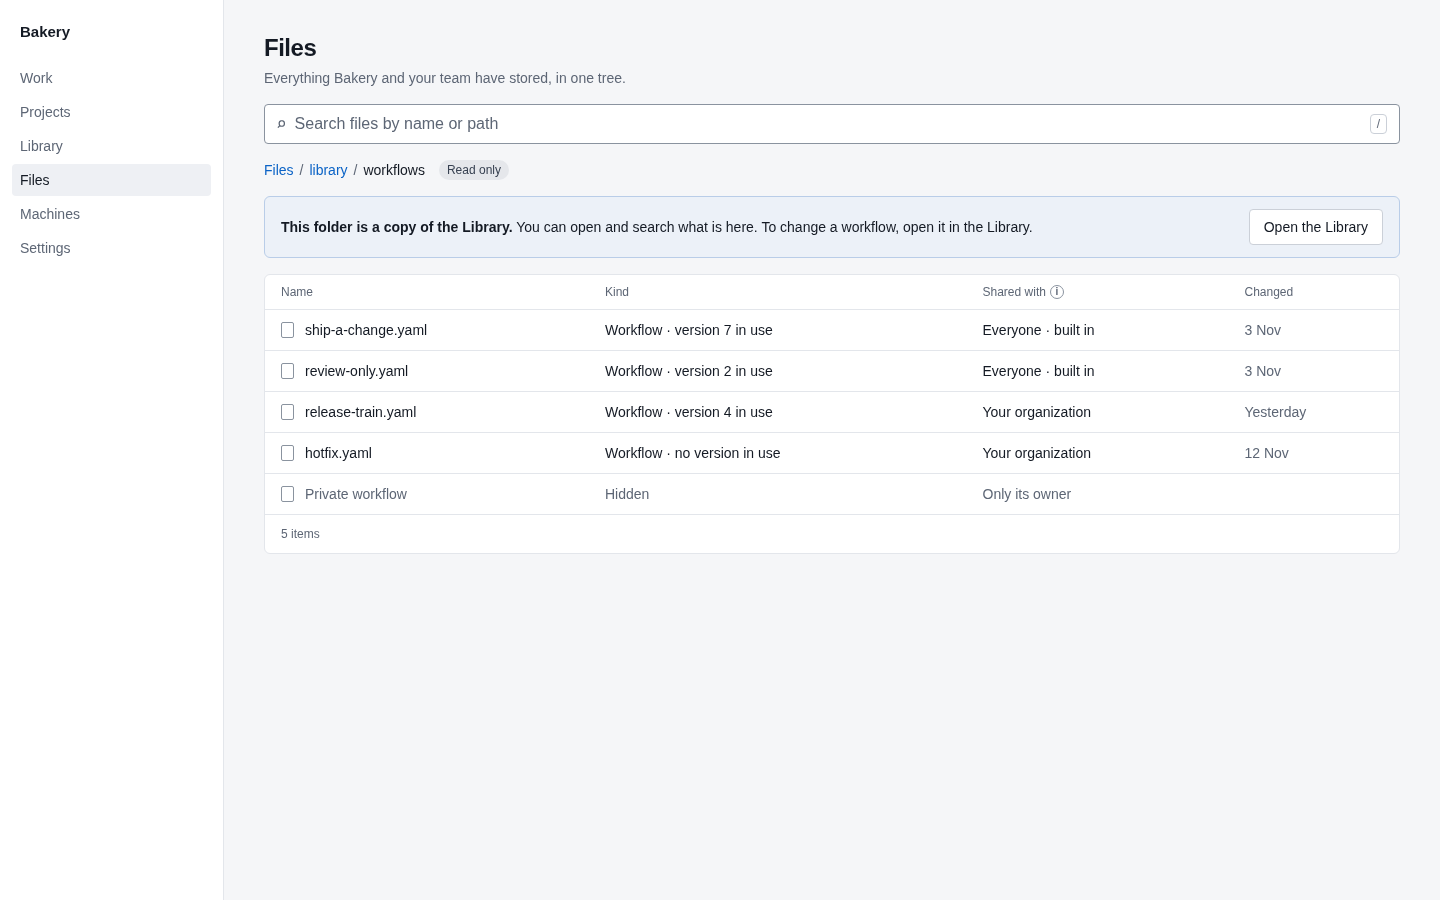 Bakery
Work
Projects
Library
Files
Machines
Settings
Files
Everything Bakery and your team have stored, in one tree.
Search files by name or path /
Files / library / workflows Read only
This folder is a copy of the Library. You can open and search what is here. To change a workflow, open it in the Library. Open the Library
Name Kind Shared with i Changed
ship-a-change.yaml Workflow · version 7 in use Everyone · built in 3 Nov
review-only.yaml Workflow · version 2 in use Everyone · built in 3 Nov
release-train.yaml Workflow · version 4 in use Your organization Yesterday
hotfix.yaml Workflow · no version in use Your organization 12 Nov
Private workflow Hidden Only its owner
5 items